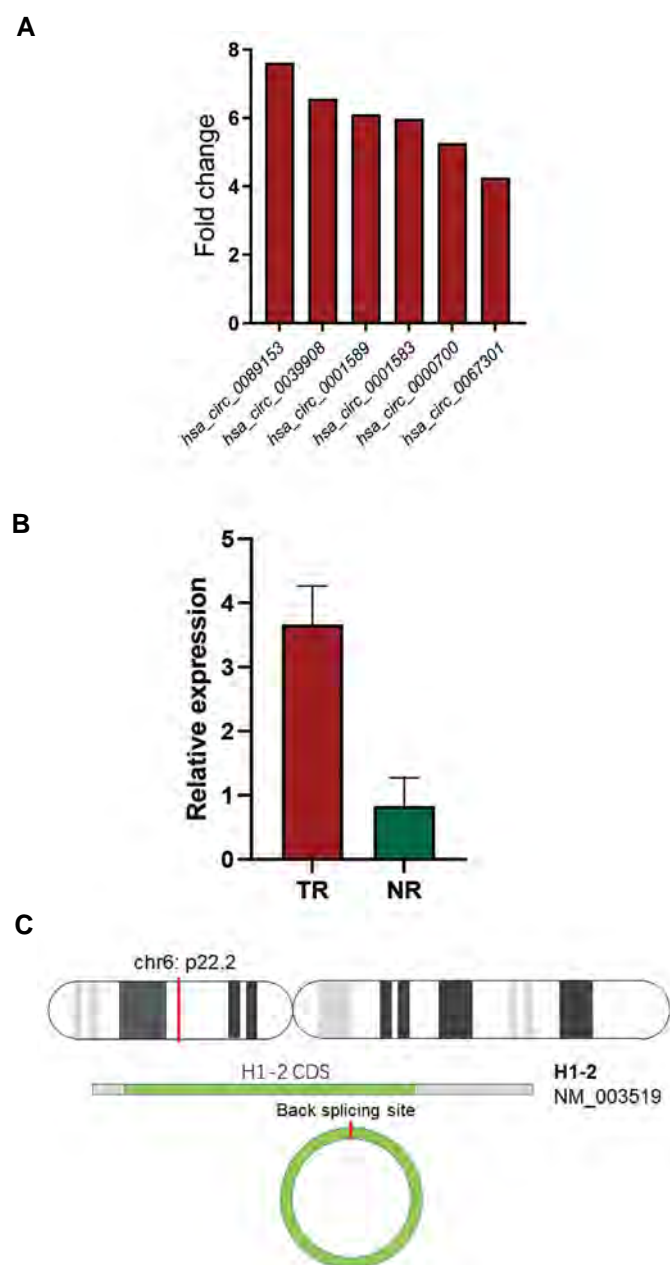 A
Fold change
8
6
4
2
0
hsa_circ_0089153
hsa_circ_0039908
hsa_circ_0001589
hsa_circ_0001583
hsa_circ_0000700
hsa_circ_0067301
B
Relative expression
5
4
3
2
1
0
TR NR
C
chr6: p22.2
H1-2 CDS
H1-2
NM_003519
Back splicing site